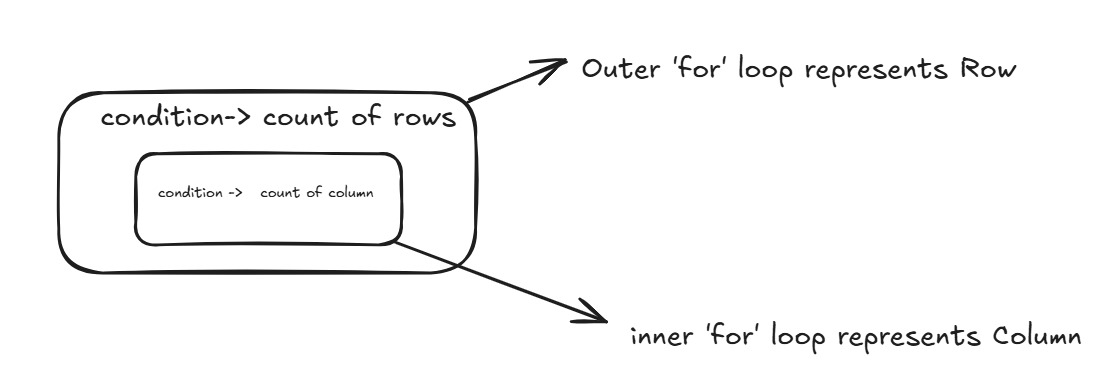 Outer 'for' loop represents Row
condition-> count of rows
condition -> count of column
inner 'for' loop represents Column